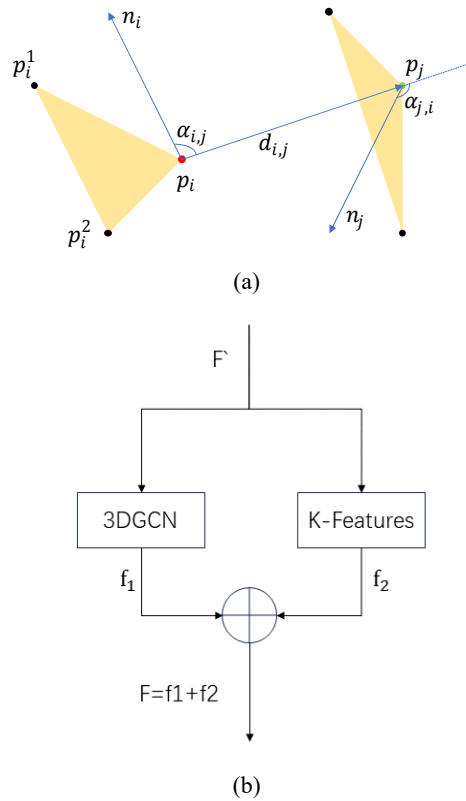 n_i
p_i^1
p_j
α_{i,j}
α_{j,i}
d_{i,j}
p_i
n_j
p_i^2
(a)
F`
3DGCN
K-Features
f_1
f_2
F=f1+f2
(b)